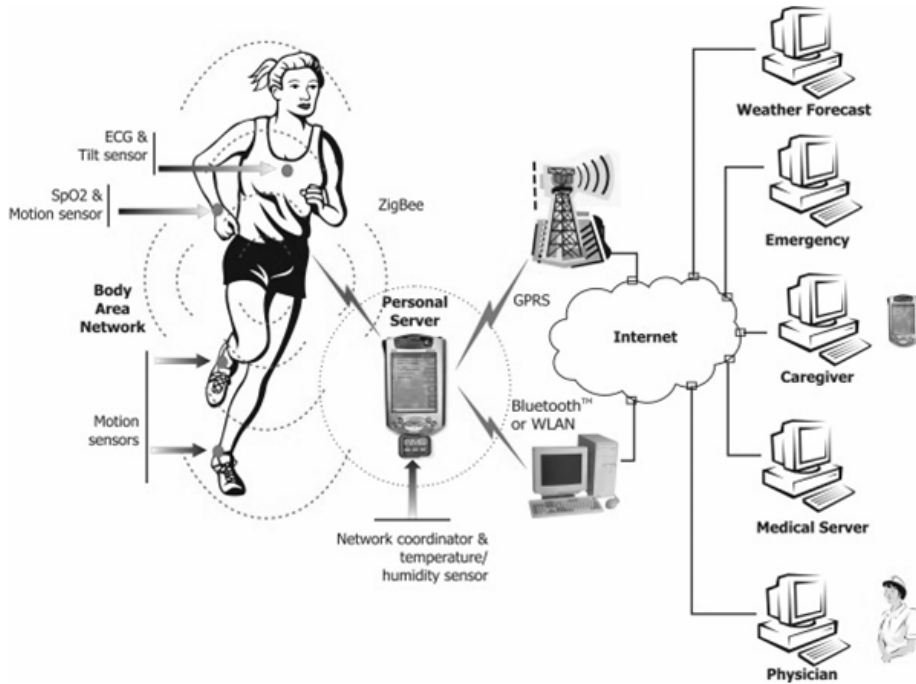 Weather Forecast
ECG &
Tilt sensor
SpO2 &
Motion sensor
ZigBee
Emergency
Body
Area
Network
Personal
Server
GPRS
Internet
Caregiver
Motion
sensors
Bluetooth™
or WLAN
Medical Server
Network coordinator &
temperature/
humidity sensor
Physician